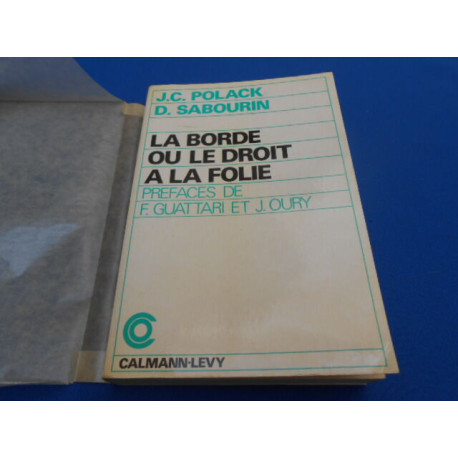 J.C. POLACK
D. SABOURIN
LA BORDE
OU LE DROIT
A LA FOLIE
PREFACES DE
F. GUATTARI ET J. OURY
CALMANN-LEVY